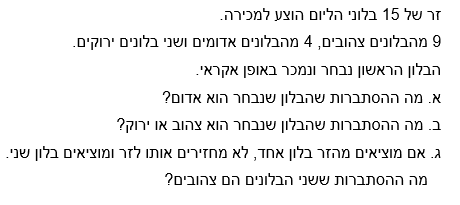 זר של 15 בלוני הליום הוצע למכירה.
9 מהבלונים צהובים, 4 מהבלונים אדומים ושני בלונים ירוקים.
הבלון הראשון נבחר ונמכר באופן אקראי.
א. מה ההסתברות שהבלון שנבחר הוא אדום?
ב. מה ההסתברות שהבלון שנבחר הוא צהוב או ירוק?
ג. אם מוציאים מהזר בלון אחד, לא מחזירים אותו לזר ומוציאים בלון שני.
מה ההסתברות ששני הבלונים הם צהובים?